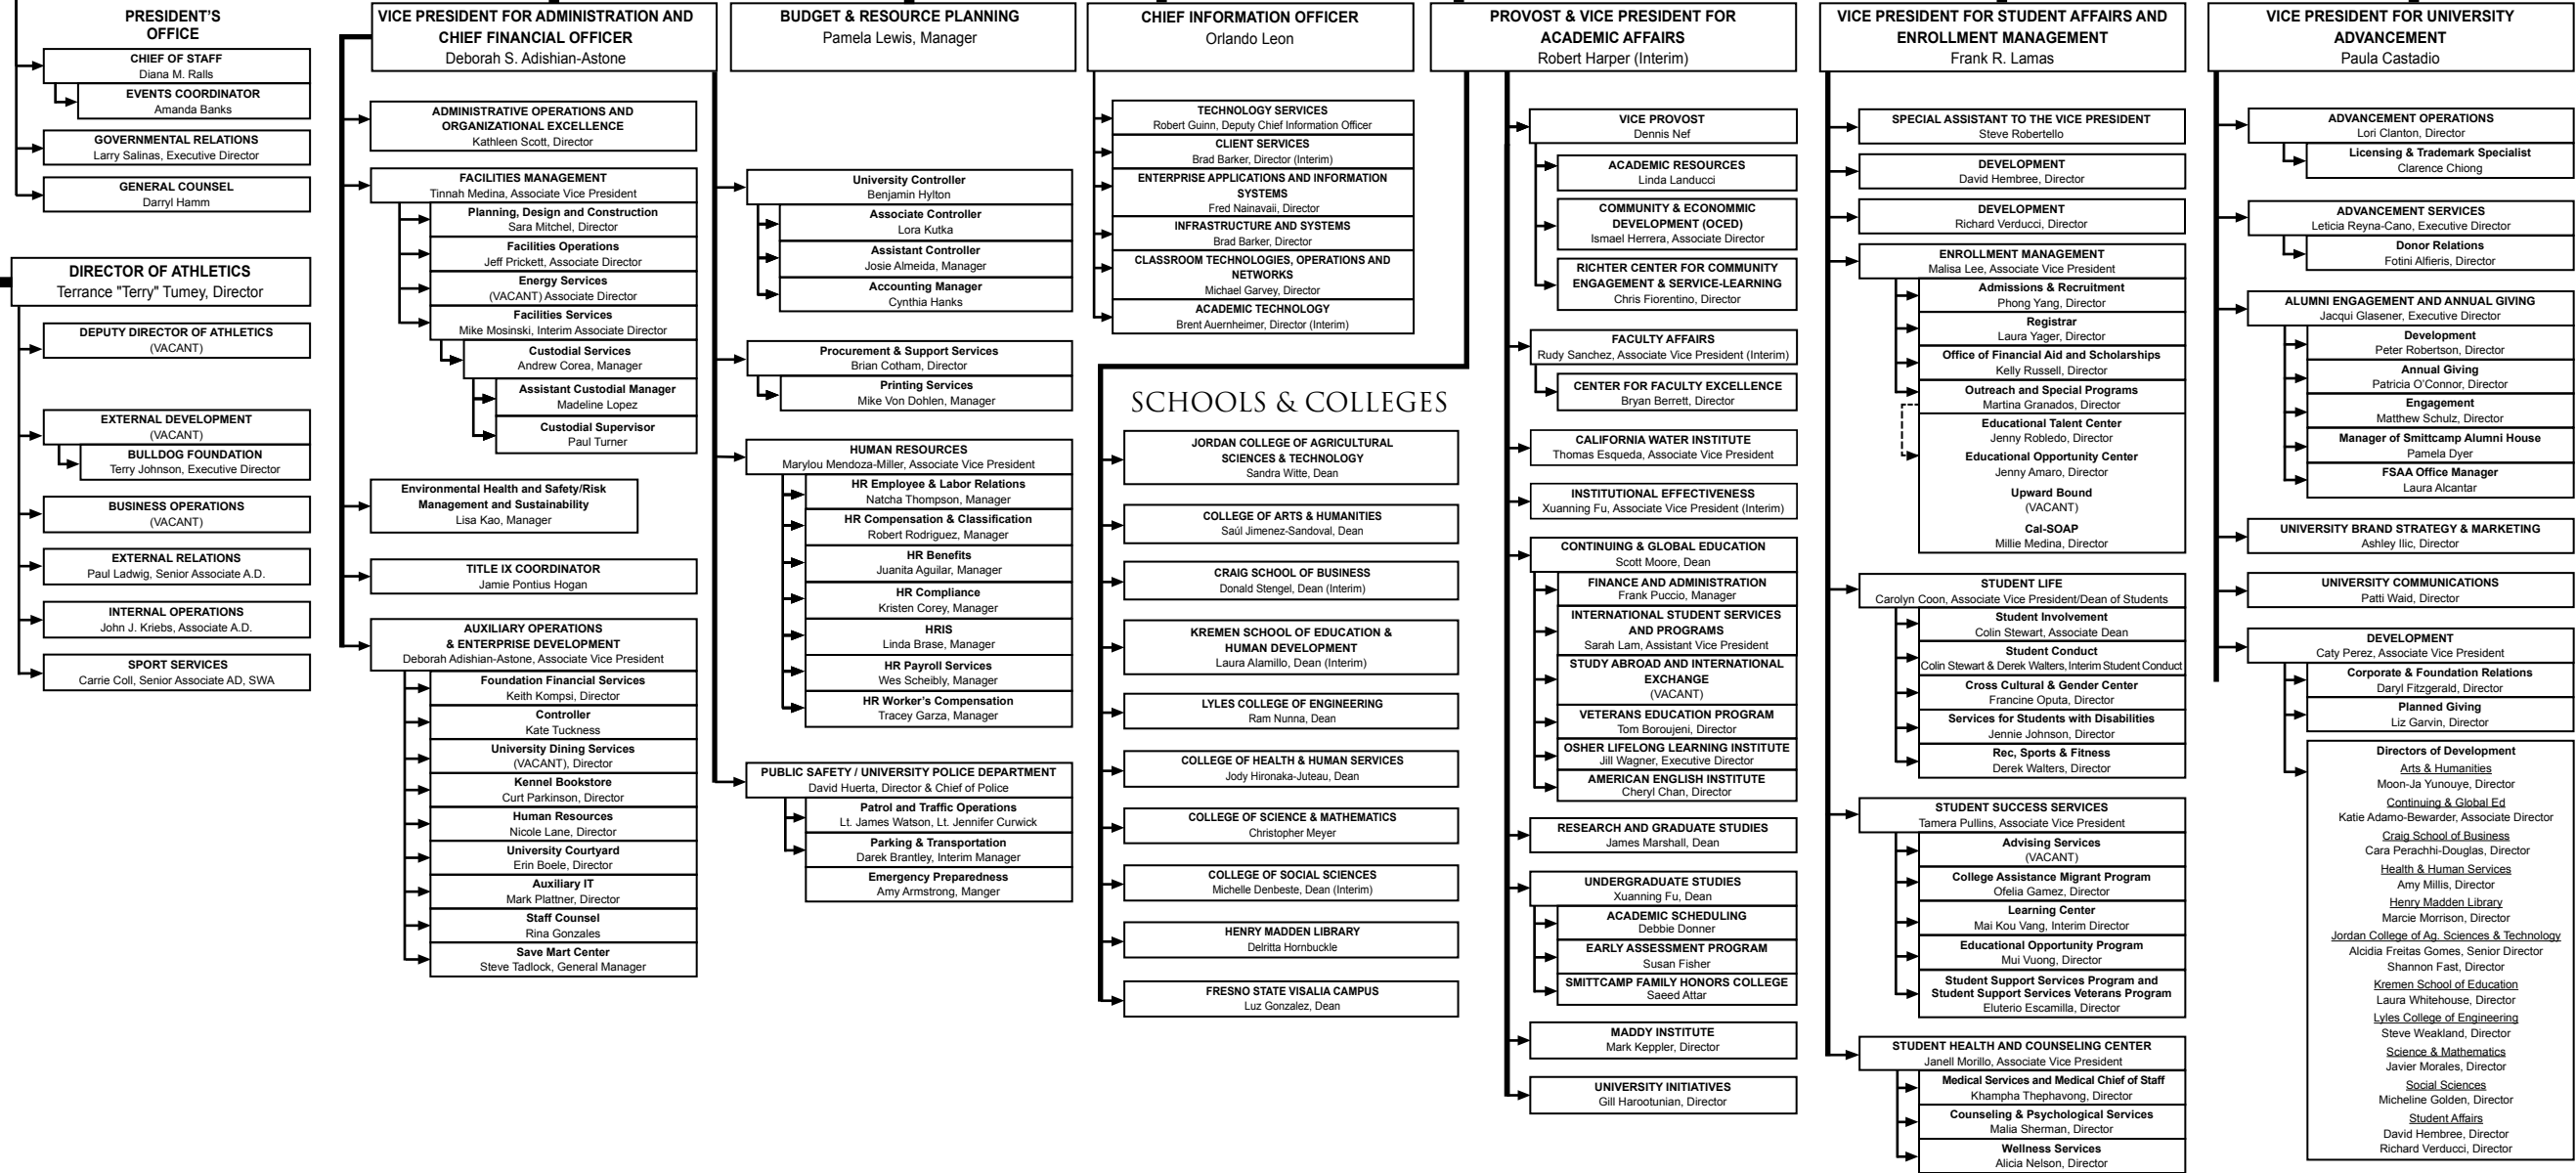 PRESIDENT'S
OFFICE
CHIEF OF STAFF
Diana M. Ralls
EVENTS COORDINATOR
Amanda Banks
GOVERNMENTAL RELATIONS
Larry Salinas, Executive Director
GENERAL COUNSEL
Darryl Hamm
DIRECTOR OF ATHLETICS
Terrance "Terry" Tumey, Director
DEPUTY DIRECTOR OF ATHLETICS
(VACANT)
EXTERNAL DEVELOPMENT
(VACANT)
BULLDOG FOUNDATION
Terry Johnson, Executive Director
BUSINESS OPERATIONS
(VACANT)
EXTERNAL RELATIONS
Paul Ladwig, Senior Associate A.D.
INTERNAL OPERATIONS
John J. Kriebs, Associate A.D.
SPORT SERVICES
Carrie Coll, Senior Associate AD, SWA
VICE PRESIDENT FOR ADMINISTRATION AND
CHIEF FINANCIAL OFFICER
Deborah S. Adishian-Astone
ADMINISTRATIVE OPERATIONS AND
ORGANIZATIONAL EXCELLENCE
Kathleen Scott, Director
FACILITIES MANAGEMENT
Tinnah Medina, Associate Vice President
Planning, Design and Construction
Sara Mitchel, Director
Facilities Operations
Jeff Prickett, Associate Director
Energy Services
(VACANT) Associate Director
Facilities Services
Mike Mosinski, Interim Associate Director
Custodial Services
Andrew Corea, Manager
Assistant Custodial Manager
Madeline Lopez
Custodial Supervisor
Paul Turner
Environmental Health and Safety/Risk
Management and Sustainability
Lisa Kao, Manager
TITLE IX COORDINATOR
Jamie Pontius Hogan
AUXILIARY OPERATIONS
& ENTERPRISE DEVELOPMENT
Deborah Adishian-Astone, Associate Vice President
Foundation Financial Services
Keith Kompsi, Director
Controller
Kate Tuckness
University Dining Services
(VACANT), Director
Kennel Bookstore
Curt Parkinson, Director
Human Resources
Nicole Lane, Director
University Courtyard
Erin Boele, Director
Auxiliary IT
Mark Plattner, Director
Staff Counsel
Rina Gonzales
Save Mart Center
Steve Tadlock, General Manager
BUDGET & RESOURCE PLANNING
Pamela Lewis, Manager
University Controller
Benjamin Hylton
Associate Controller
Lora Kutka
Assistant Controller
Josie Almeida, Manager
Accounting Manager
Cynthia Hanks
Procurement & Support Services
Brian Cotham, Director
Printing Services
Mike Von Dohlen, Manager
HUMAN RESOURCES
Marylou Mendoza-Miller, Associate Vice President
HR Employee & Labor Relations
Natcha Thompson, Manager
HR Compensation & Classification
Robert Rodriguez, Manager
HR Benefits
Juanita Aguilar, Manager
HR Compliance
Kristen Corey, Manager
HRIS
Linda Brase, Manager
HR Payroll Services
Wes Scheibly, Manager
HR Worker's Compensation
Tracey Garza, Manager
PUBLIC SAFETY / UNIVERSITY POLICE DEPARTMENT
David Huerta, Director & Chief of Police
Patrol and Traffic Operations
Lt. James Watson, Lt. Jennifer Curwick
Parking & Transportation
Darek Brantley, Interim Manager
Emergency Preparedness
Amy Armstrong, Manger
CHIEF INFORMATION OFFICER
Orlando Leon
TECHNOLOGY SERVICES
Robert Guinn, Deputy Chief Information Officer
CLIENT SERVICES
Brad Barker, Director (Interim)
ENTERPRISE APPLICATIONS AND INFORMATION
SYSTEMS
Fred Nainavaii, Director
INFRASTRUCTURE AND SYSTEMS
Brad Barker, Director
CLASSROOM TECHNOLOGIES, OPERATIONS AND
NETWORKS
Michael Garvey, Director
ACADEMIC TECHNOLOGY
Brent Auernheimer, Director (Interim)
SCHOOLS & COLLEGES
JORDAN COLLEGE OF AGRICULTURAL
SCIENCES & TECHNOLOGY
Sandra Witte, Dean
COLLEGE OF ARTS & HUMANITIES
Saúl Jimenez-Sandoval, Dean
CRAIG SCHOOL OF BUSINESS
Donald Stengel, Dean (Interim)
KREMEN SCHOOL OF EDUCATION &
HUMAN DEVELOPMENT
Laura Alamillo, Dean (Interim)
LYLES COLLEGE OF ENGINEERING
Ram Nunna, Dean
COLLEGE OF HEALTH & HUMAN SERVICES
Jody Hironaka-Juteau, Dean
COLLEGE OF SCIENCE & MATHEMATICS
Christopher Meyer
COLLEGE OF SOCIAL SCIENCES
Michelle Denbeste, Dean (Interim)
HENRY MADDEN LIBRARY
Delritta Hornbuckle
FRESNO STATE VISALIA CAMPUS
Luz Gonzalez, Dean
PROVOST & VICE PRESIDENT FOR
ACADEMIC AFFAIRS
Robert Harper (Interim)
VICE PROVOST
Dennis Nef
ACADEMIC RESOURCES
Linda Landucci
COMMUNITY & ECONOMMIC
DEVELOPMENT (OCED)
Ismael Herrera, Associate Director
RICHTER CENTER FOR COMMUNITY
ENGAGEMENT & SERVICE-LEARNING
Chris Fiorentino, Director
FACULTY AFFAIRS
Rudy Sanchez, Associate Vice President (Interim)
CENTER FOR FACULTY EXCELLENCE
Bryan Berrett, Director
CALIFORNIA WATER INSTITUTE
Thomas Esqueda, Associate Vice President
INSTITUTIONAL EFFECTIVENESS
Xuanning Fu, Associate Vice President (Interim)
CONTINUING & GLOBAL EDUCATION
Scott Moore, Dean
FINANCE AND ADMINISTRATION
Frank Puccio, Manager
INTERNATIONAL STUDENT SERVICES
AND PROGRAMS
Sarah Lam, Assistant Vice President
STUDY ABROAD AND INTERNATIONAL
EXCHANGE
(VACANT)
VETERANS EDUCATION PROGRAM
Tom Boroujeni, Director
OSHER LIFELONG LEARNING INSTITUTE
Jill Wagner, Executive Director
AMERICAN ENGLISH INSTITUTE
Cheryl Chan, Director
RESEARCH AND GRADUATE STUDIES
James Marshall, Dean
UNDERGRADUATE STUDIES
Xuanning Fu, Dean
ACADEMIC SCHEDULING
Debbie Donner
EARLY ASSESSMENT PROGRAM
Susan Fisher
SMITTCAMP FAMILY HONORS COLLEGE
Saeed Attar
MADDY INSTITUTE
Mark Keppler, Director
UNIVERSITY INITIATIVES
Gill Harootunian, Director
VICE PRESIDENT FOR STUDENT AFFAIRS AND
ENROLLMENT MANAGEMENT
Frank R. Lamas
SPECIAL ASSISTANT TO THE VICE PRESIDENT
Steve Robertello
DEVELOPMENT
David Hembree, Director
DEVELOPMENT
Richard Verducci, Director
ENROLLMENT MANAGEMENT
Malisa Lee, Associate Vice President
Admissions & Recruitment
Phong Yang, Director
Registrar
Laura Yager, Director
Office of Financial Aid and Scholarships
Kelly Russell, Director
Outreach and Special Programs
Martina Granados, Director
Educational Talent Center
Jenny Robledo, Director
Educational Opportunity Center
Jenny Amaro, Director
Upward Bound
(VACANT)
Cal-SOAP
Millie Medina, Director
STUDENT LIFE
Carolyn Coon, Associate Vice President/Dean of Students
Student Involvement
Colin Stewart, Associate Dean
Student Conduct
Colin Stewart & Derek Walters, Interim Student Conduct
Cross Cultural & Gender Center
Francine Oputa, Director
Services for Students with Disabilities
Jennie Johnson, Director
Rec, Sports & Fitness
Derek Walters, Director
STUDENT SUCCESS SERVICES
Tamera Pullins, Associate Vice President
Advising Services
(VACANT)
College Assistance Migrant Program
Ofelia Gamez, Director
Learning Center
Mai Kou Vang, Interim Director
Educational Opportunity Program
Mui Vuong, Director
Student Support Services Program and
Student Support Services Veterans Program
Eluterio Escamilla, Director
STUDENT HEALTH AND COUNSELING CENTER
Janell Morillo, Associate Vice President
Medical Services and Medical Chief of Staff
Khampha Thephavong, Director
Counseling & Psychological Services
Malia Sherman, Director
Wellness Services
Alicia Nelson, Director
VICE PRESIDENT FOR UNIVERSITY
ADVANCEMENT
Paula Castadio
ADVANCEMENT OPERATIONS
Lori Clanton, Director
Licensing & Trademark Specialist
Clarence Chiong
ADVANCEMENT SERVICES
Leticia Reyna-Cano, Executive Director
Donor Relations
Fotini Alfieris, Director
ALUMNI ENGAGEMENT AND ANNUAL GIVING
Jacqui Glasener, Executive Director
Development
Peter Robertson, Director
Annual Giving
Patricia O'Connor, Director
Engagement
Matthew Schulz, Director
Manager of Smittcamp Alumni House
Pamela Dyer
FSAA Office Manager
Laura Alcantar
UNIVERSITY BRAND STRATEGY & MARKETING
Ashley Ilic, Director
UNIVERSITY COMMUNICATIONS
Patti Waid, Director
DEVELOPMENT
Caty Perez, Associate Vice President
Corporate & Foundation Relations
Daryl Fitzgerald, Director
Planned Giving
Liz Garvin, Director
Directors of Development
Arts & Humanities
Moon-Ja Yunouye, Director
Continuing & Global Ed
Katie Adamo-Bewarder, Associate Director
Craig School of Business
Cara Perachhi-Douglas, Director
Health & Human Services
Amy Millis, Director
Henry Madden Library
Marcie Morrison, Director
Jordan College of Ag. Sciences & Technology
Alcidia Freitas Gomes, Senior Director
Shannon Fast, Director
Kremen School of Education
Laura Whitehouse, Director
Lyles College of Engineering
Steve Weakland, Director
Science & Mathematics
Javier Morales, Director
Social Sciences
Micheline Golden, Director
Student Affairs
David Hembree, Director
Richard Verducci, Director